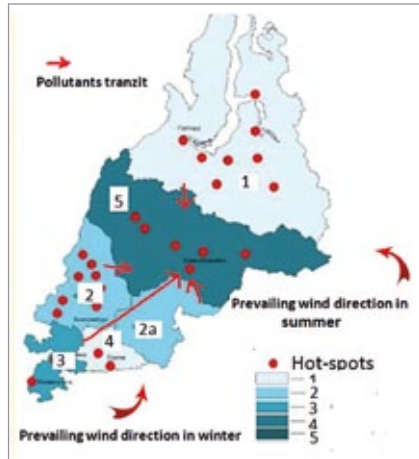 Pollutants tranzit
1
5
2
2a
4
3
Prevailing wind direction in
summer
Hot-spots
1
2
3
4
5
Prevailing wind direction in winter